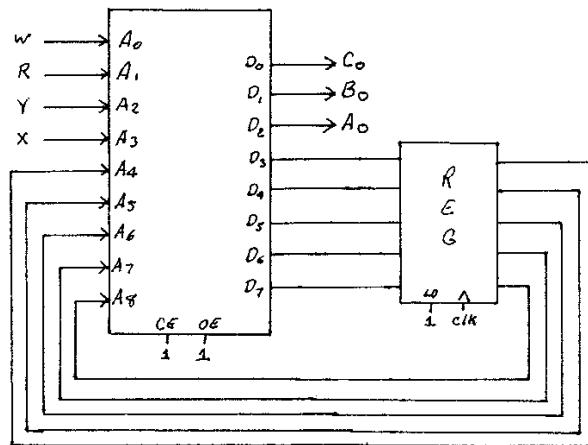 W A0
R A1
Y A2
X A3
A4
A5
A6
A7
A8
D0 C0
D1 B0
D2 A0
D3
D4
D5
D6
D7
CE OE
1 1
R
E
G
LD clk
1